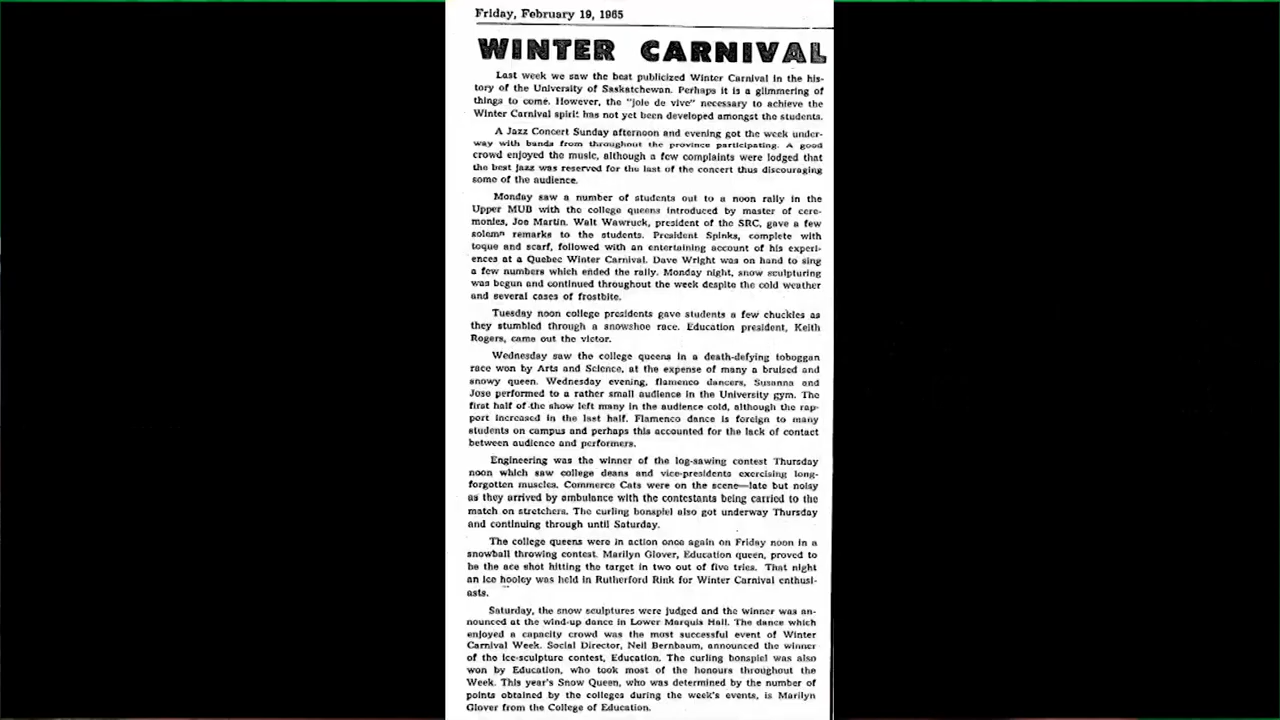 Friday, February 19, 1965
WINTER CARNIVAL
Last week we saw the best publicized Winter Carnival in the his-
tory of the University of Saskatchewan. Perhaps it is a glimmering of
things to come. However, the "joie de vive" necessary to achieve the
Winter Carnival spirit has not yet been developed amongst the students.
A Jazz Concert Sunday afternoon and evening got the week under-
way with bands from throughout the province participating. A good
crowd enjoyed the music, although a few complaints were lodged that
the best jazz was reserved for the last of the concert thus discouraging
some of the audience.
Monday saw a number of students out to a noon rally in the
Upper MUB with the college queens introduced by master of cere-
monies, Joe Martin. Walt Wawruck, president of the SRC, gave a few
solemn remarks to the students. President Spinks, complete with
toque and scarf, followed with an entertaining account of his experi-
ences at a Quebec Winter Carnival. Dave Wright was on hand to sing
a few numbers which ended the rally. Monday night, snow sculpturing
was begun and continued throughout the week despite the cold weather
and several cases of frostbite.
Tuesday noon college presidents gave students a few chuckles as
they stumbled through a snowshoe race. Education president, Keith
Rogers, came out the victor.
Wednesday saw the college queens in a death-defying toboggan
race won by Arts and Science, at the expense of many a bruised and
snowy queen. Wednesday evening, flamenco dancers, Susanna and
Jose performed to a rather small audience in the University gym. The
first half of the show left many in the audience cold, although the rap-
port increased in the last half. Flamenco dance is foreign to many
students on campus and perhaps this accounted for the lack of contact
between audience and performers.
Engineering was the winner of the log-sawing contest Thursday
noon which saw college deans and vice-presidents exercising long-
forgotten muscles. Commerce Cats were on the scene—late but noisy
as they arrived by ambulance with the contestants being carried to the
match on stretchers. The curling bonspiel also got underway Thursday
and continuing through until Saturday.
The college queens were in action once again on Friday noon in a
snowball throwing contest. Marilyn Glover, Education queen, proved to
be the ace shot hitting the target in two out of five tries. That night
an ice hooley was held in Rutherford Rink for Winter Carnival enthusi-
asts.
Saturday, the snow sculptures were judged and the winner was an-
nounced at the wind-up dance in Lower Marquis Hall. The dance which
enjoyed a capacity crowd was the most successful event of Winter
Carnival Week. Social Director, Neil Bernbaum, announced the winner
of the ice-sculpture contest, Education. The curling bonspiel was also
won by Education, who took most of the honours throughout the
Week. This year's Snow Queen, who was determined by the number of
points obtained by the colleges during the week's events, is Marilyn
Glover from the College of Education.